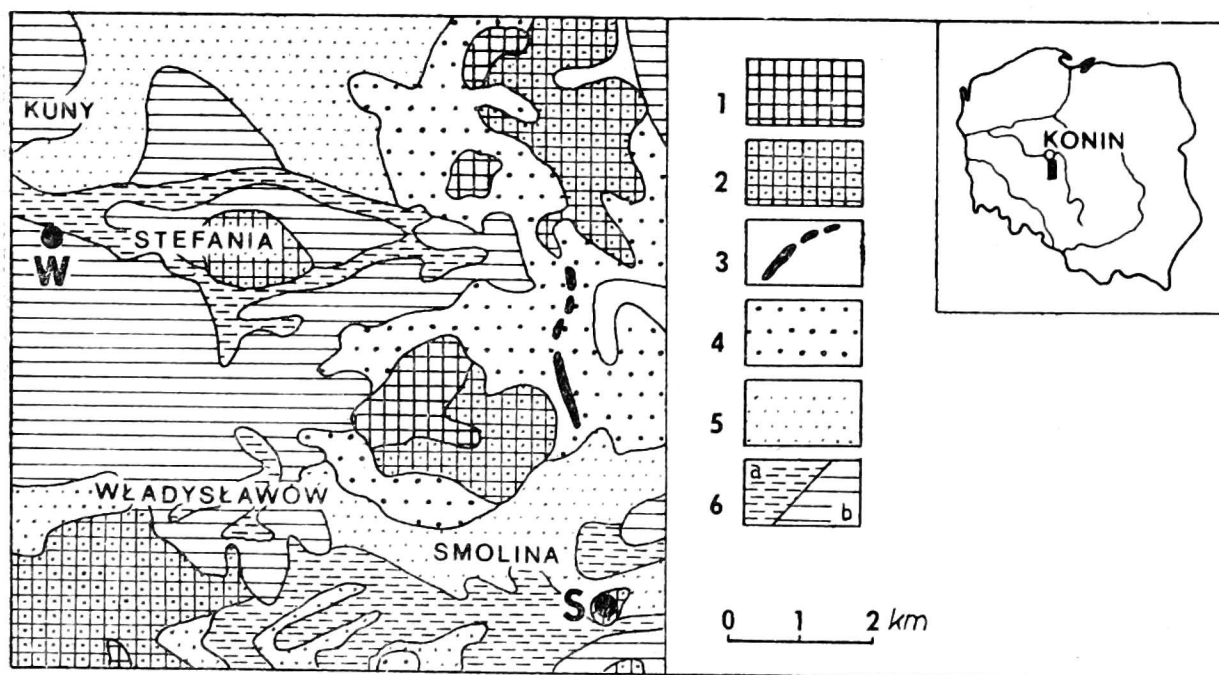 KUNY
STEFANIA
W
WŁADYSŁAWÓW
SMOLINA
S
1
2
3
4
5
6
a
b
0 1 2 km
KONIN